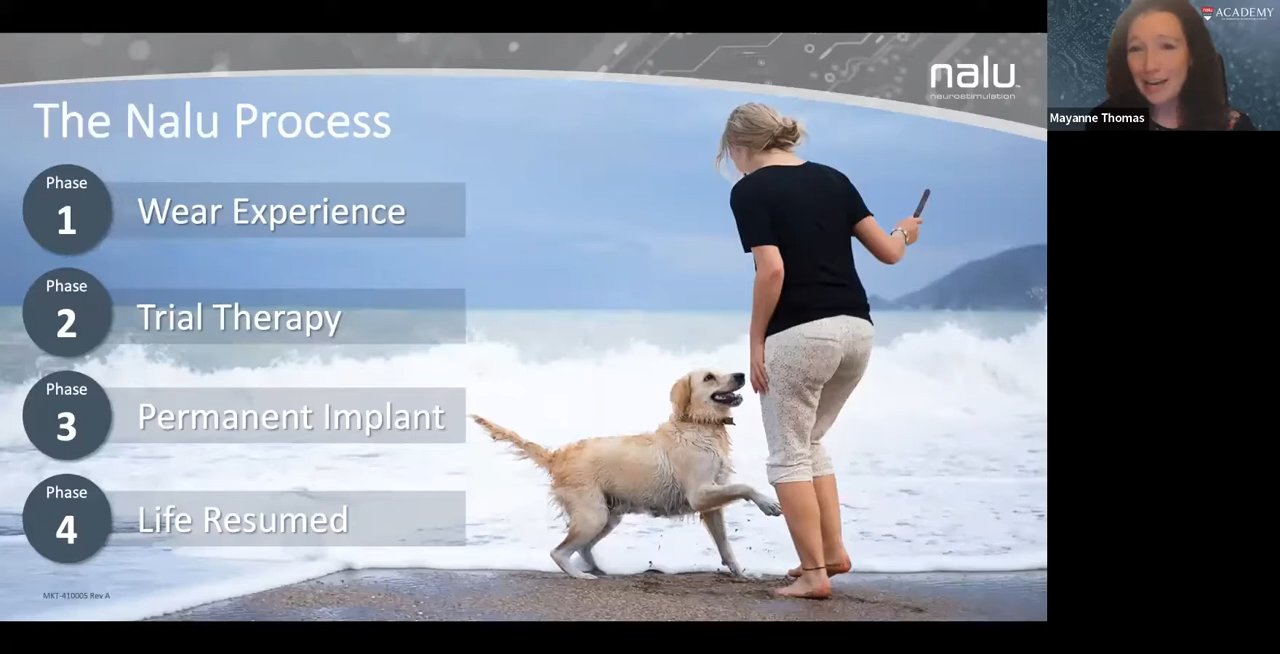 nalu
neurostimulation
ACADEMY
Mayanne Thomas
The Nalu Process
Phase
1
Wear Experience
Phase
2
Trial Therapy
Phase
3
Permanent Implant
Phase
4
Life Resumed
MKT-410005 Rev A